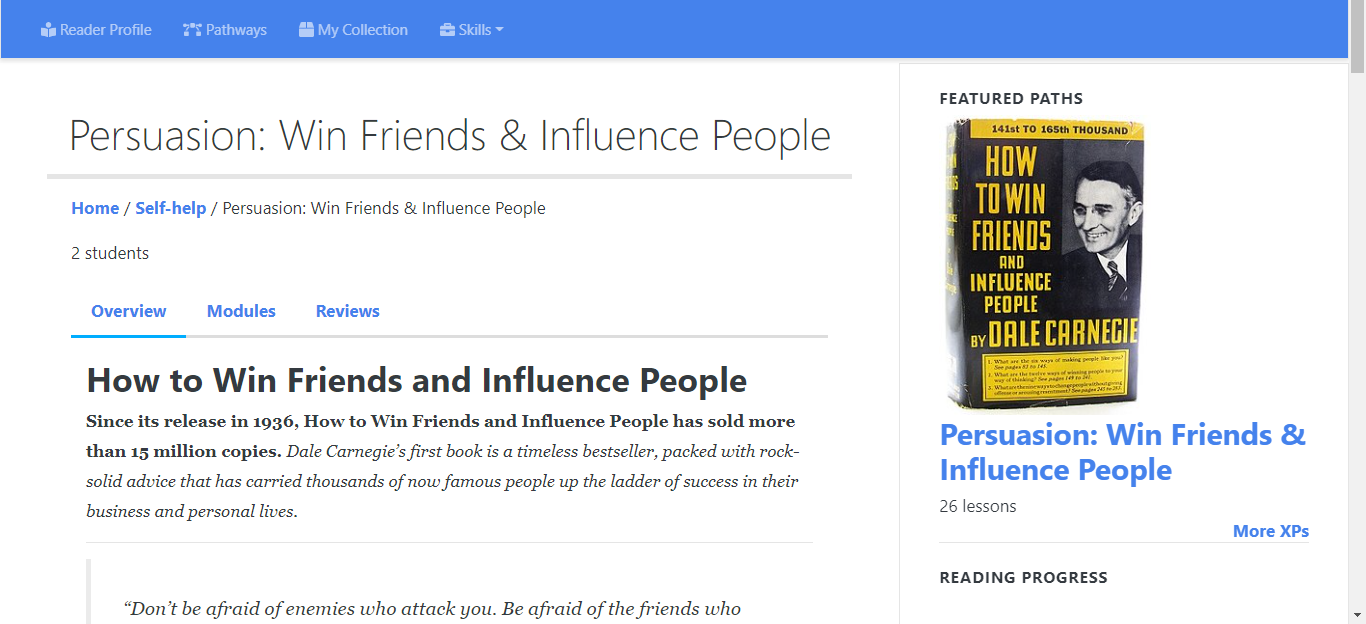 Reader Profile
Pathways
My Collection
Skills
Persuasion: Win Friends & Influence People
Home / Self-help / Persuasion: Win Friends & Influence People
2 students
Overview
Modules
Reviews
How to Win Friends and Influence People
Since its release in 1936, How to Win Friends and Influence People has sold more
than 15 million copies. Dale Carnegie’s first book is a timeless bestseller, packed with rock-
solid advice that has carried thousands of now famous people up the ladder of success in their
business and personal lives.
“Don’t be afraid of enemies who attack you. Be afraid of the friends who
FEATURED PATHS
141st TO 165th THOUSAND
HOW
TO WIN
FRIENDS
AND
INFLUENCE
PEOPLE
BY DALE CARNEGIE
1. What are the six ways of making people like you?
See pages 83 to 143.
2. What are the twelve ways of winning people to your
way of thinking? See pages 149 to 241.
3. What are the nine ways to change people without giving
offense or arousing resentment? See pages 245 to 283.
Persuasion: Win Friends &
Influence People
26 lessons
More XPs
READING PROGRESS